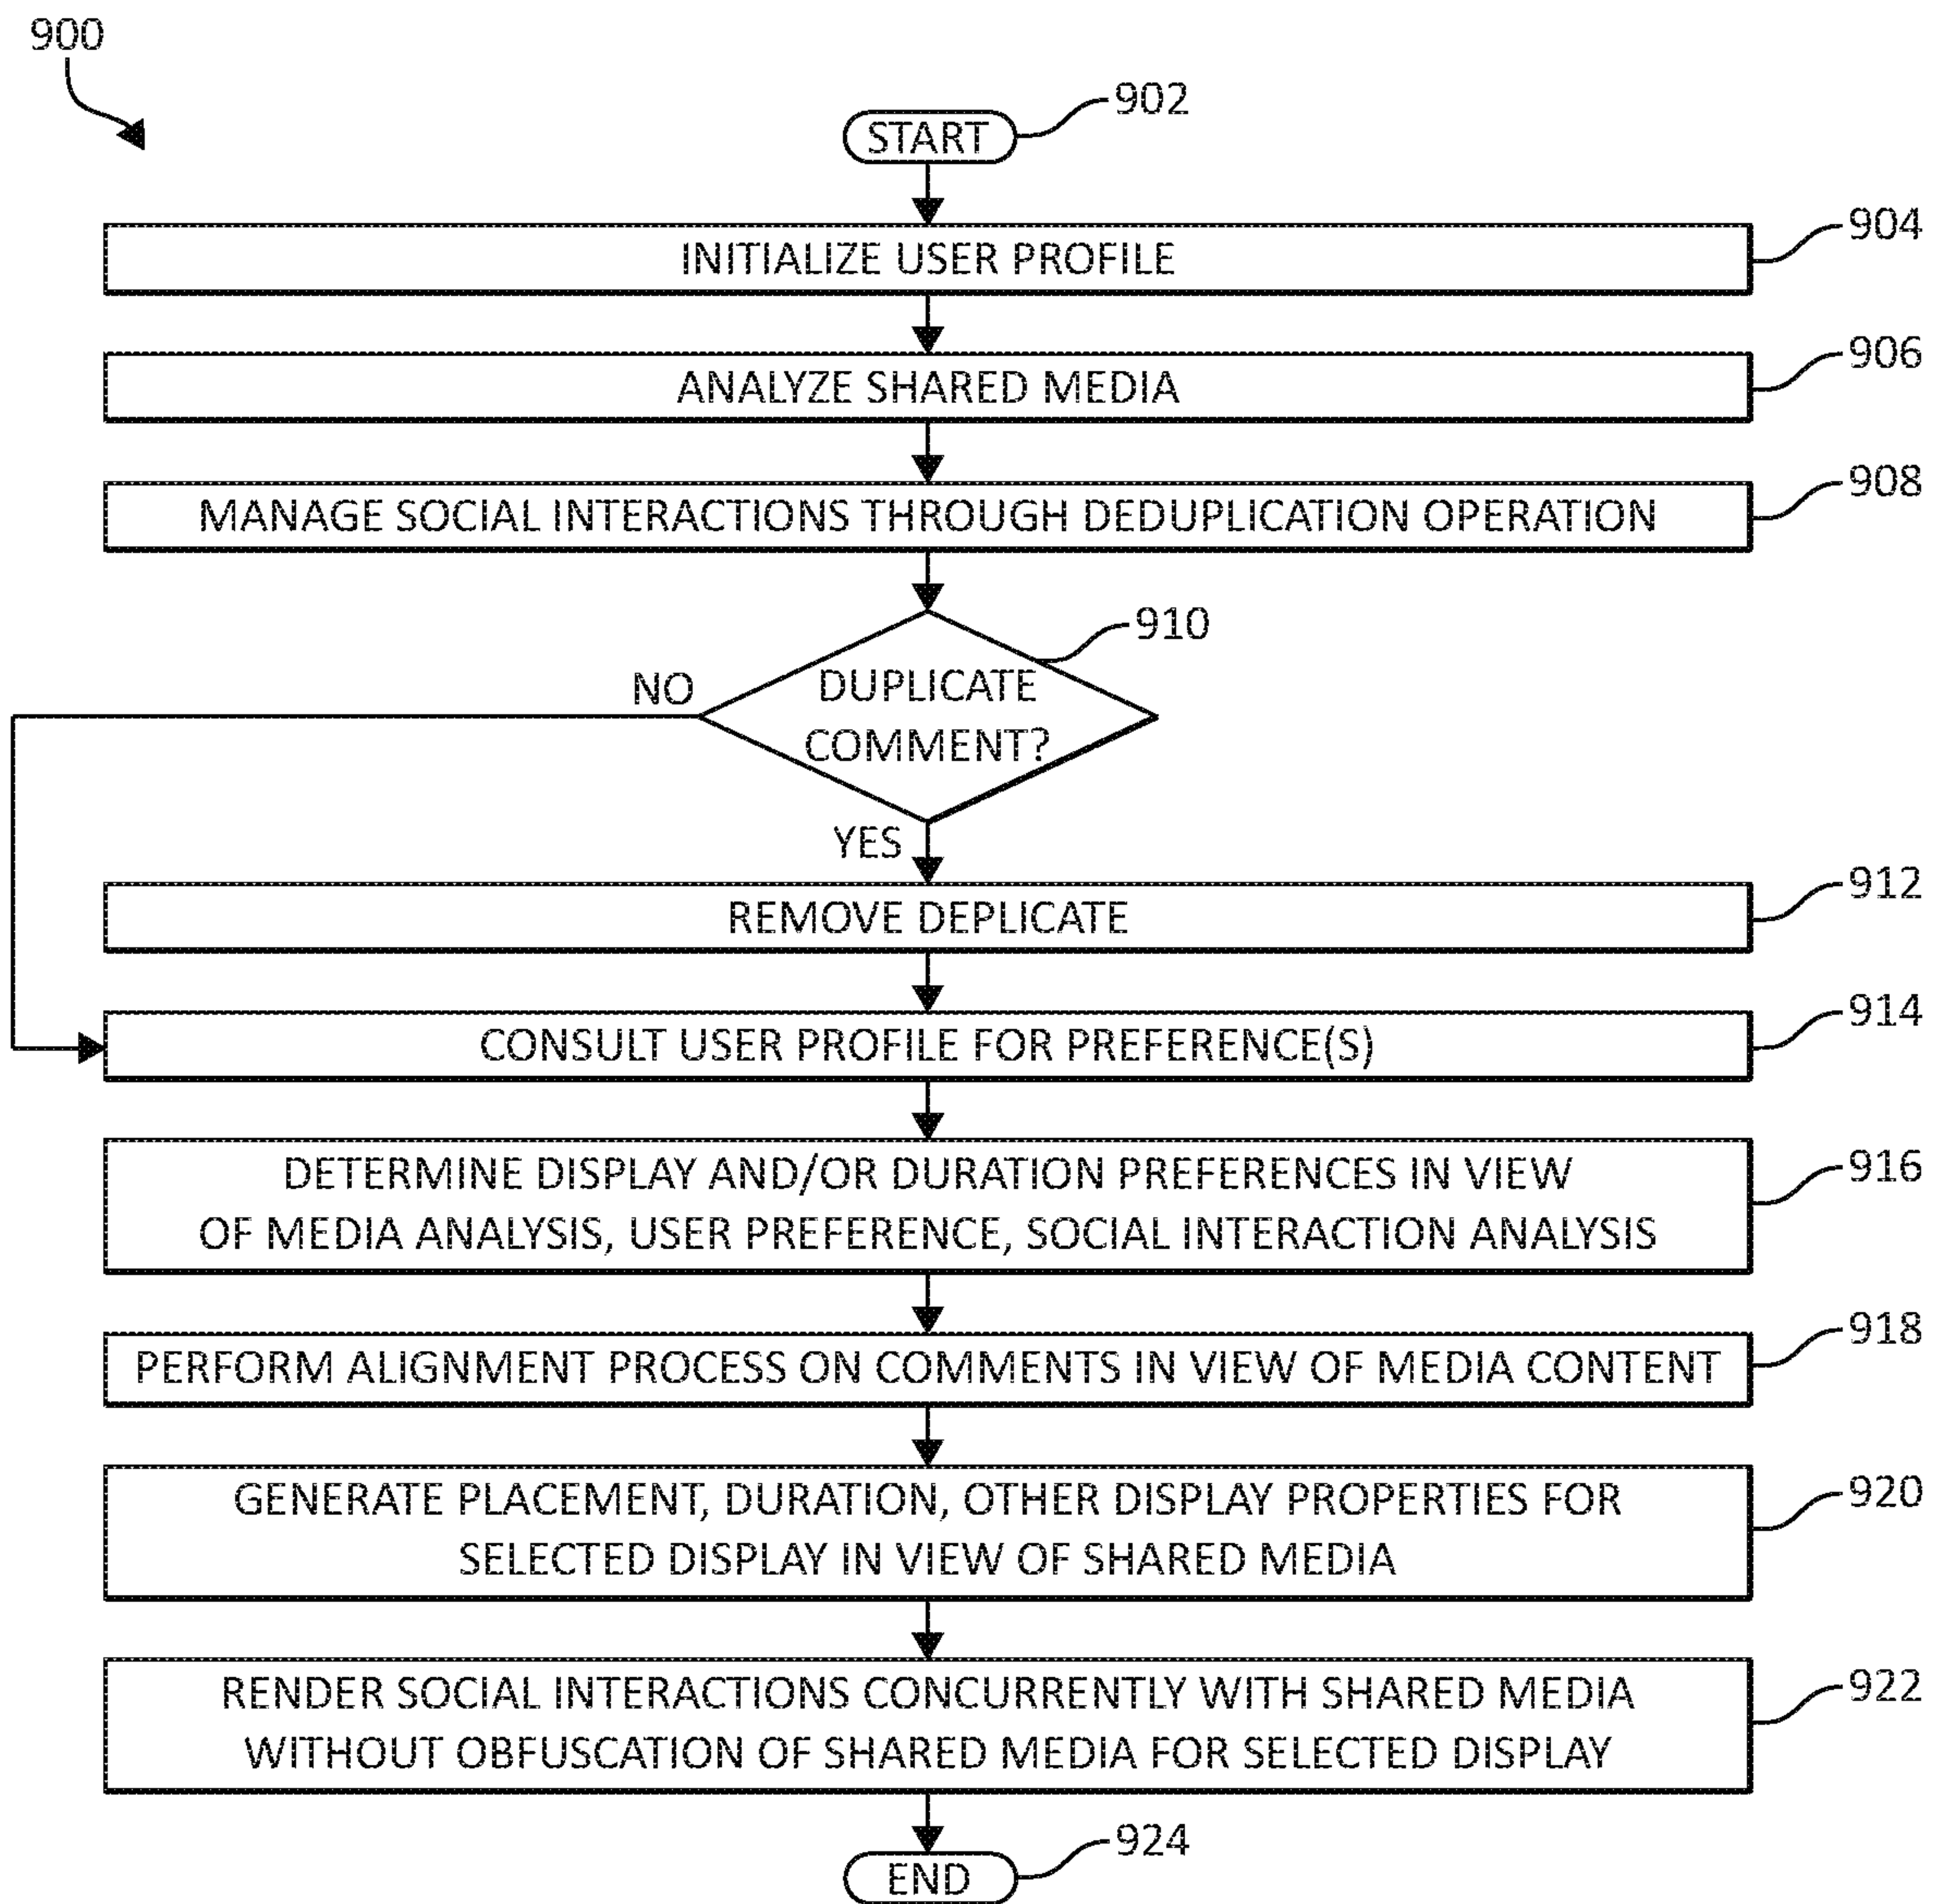 900
START
902
INITIALIZE USER PROFILE
904
ANALYZE SHARED MEDIA
906
MANAGE SOCIAL INTERACTIONS THROUGH DEDUPLICATION OPERATION
908
DUPLICATE
COMMENT?
910
NO
YES
REMOVE DEPLICATE
912
CONSULT USER PROFILE FOR PREFERENCE(S)
914
DETERMINE DISPLAY AND/OR DURATION PREFERENCES IN VIEW
OF MEDIA ANALYSIS, USER PREFERENCE, SOCIAL INTERACTION ANALYSIS
916
PERFORM ALIGNMENT PROCESS ON COMMENTS IN VIEW OF MEDIA CONTENT
918
GENERATE PLACEMENT, DURATION, OTHER DISPLAY PROPERTIES FOR
SELECTED DISPLAY IN VIEW OF SHARED MEDIA
920
RENDER SOCIAL INTERACTIONS CONCURRENTLY WITH SHARED MEDIA
WITHOUT OBFUSCATION OF SHARED MEDIA FOR SELECTED DISPLAY
922
END
924